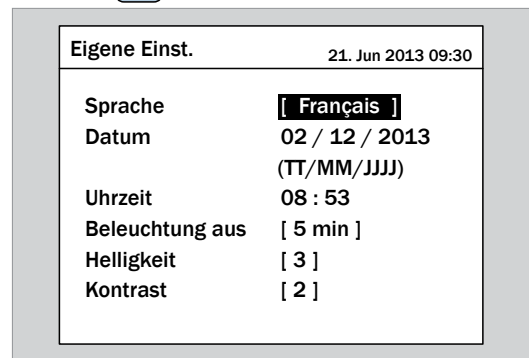 Eigene Einst. 21. Jun 2013 09:30
Sprache [ Français ]
Datum 02 / 12 / 2013
(TT/MM/JJJJ)
Uhrzeit 08 : 53
Beleuchtung aus [ 5 min ]
Helligkeit [ 3 ]
Kontrast [ 2 ]